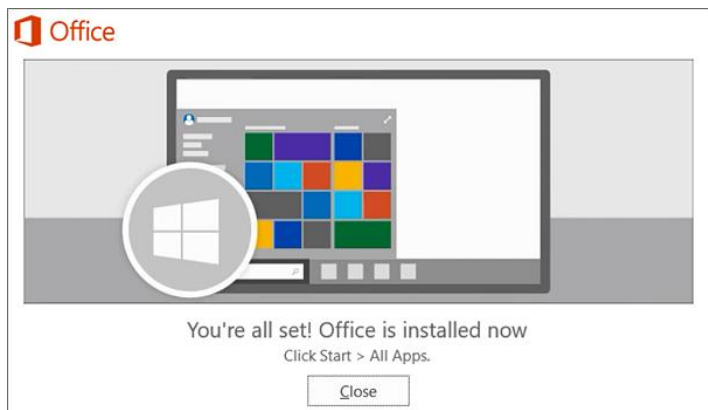 Office
You're all set! Office is installed now
Click Start > All Apps.
Close